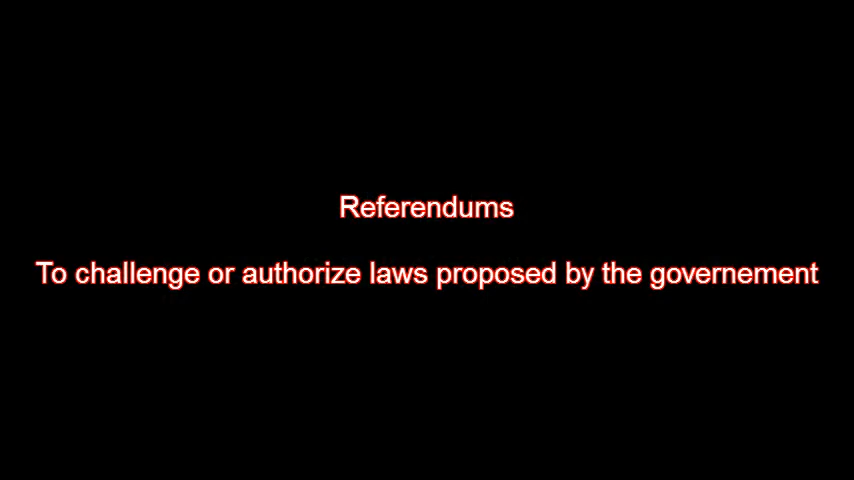 Referendums
To challenge or authorize laws proposed by the governement